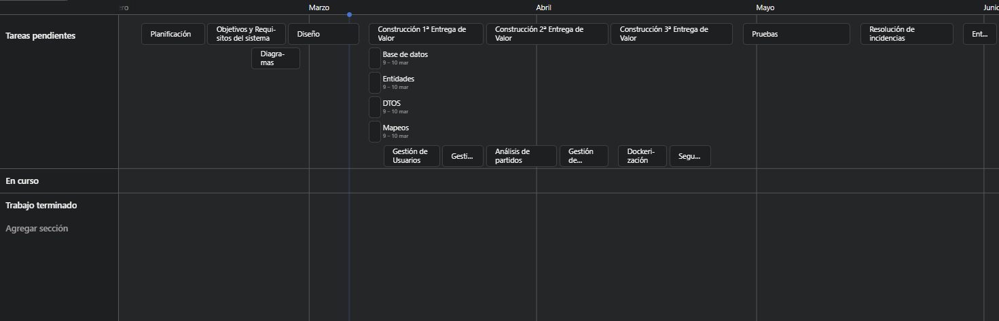 ero
Marzo
Abril
Mayo
Junio
Tareas pendientes
Planificación
Objetivos y Requi-
sitos del sistema
Diseño
Construcción 1ª Entrega de
Valor
Construcción 2ª Entrega de
Valor
Construcción 3ª Entrega de
Valor
Pruebas
Resolución de
incidencias
Ent...
Diagra-
mas
Base de datos
9 – 10 mar
Entidades
9 – 10 mar
DTOS
9 – 10 mar
Mapeos
9 – 10 mar
Gestión de
Usuarios
Gesti...
Análisis de
partidos
Gestión
de...
Dockeri-
zación
Segu...
En curso
Trabajo terminado
Agregar sección